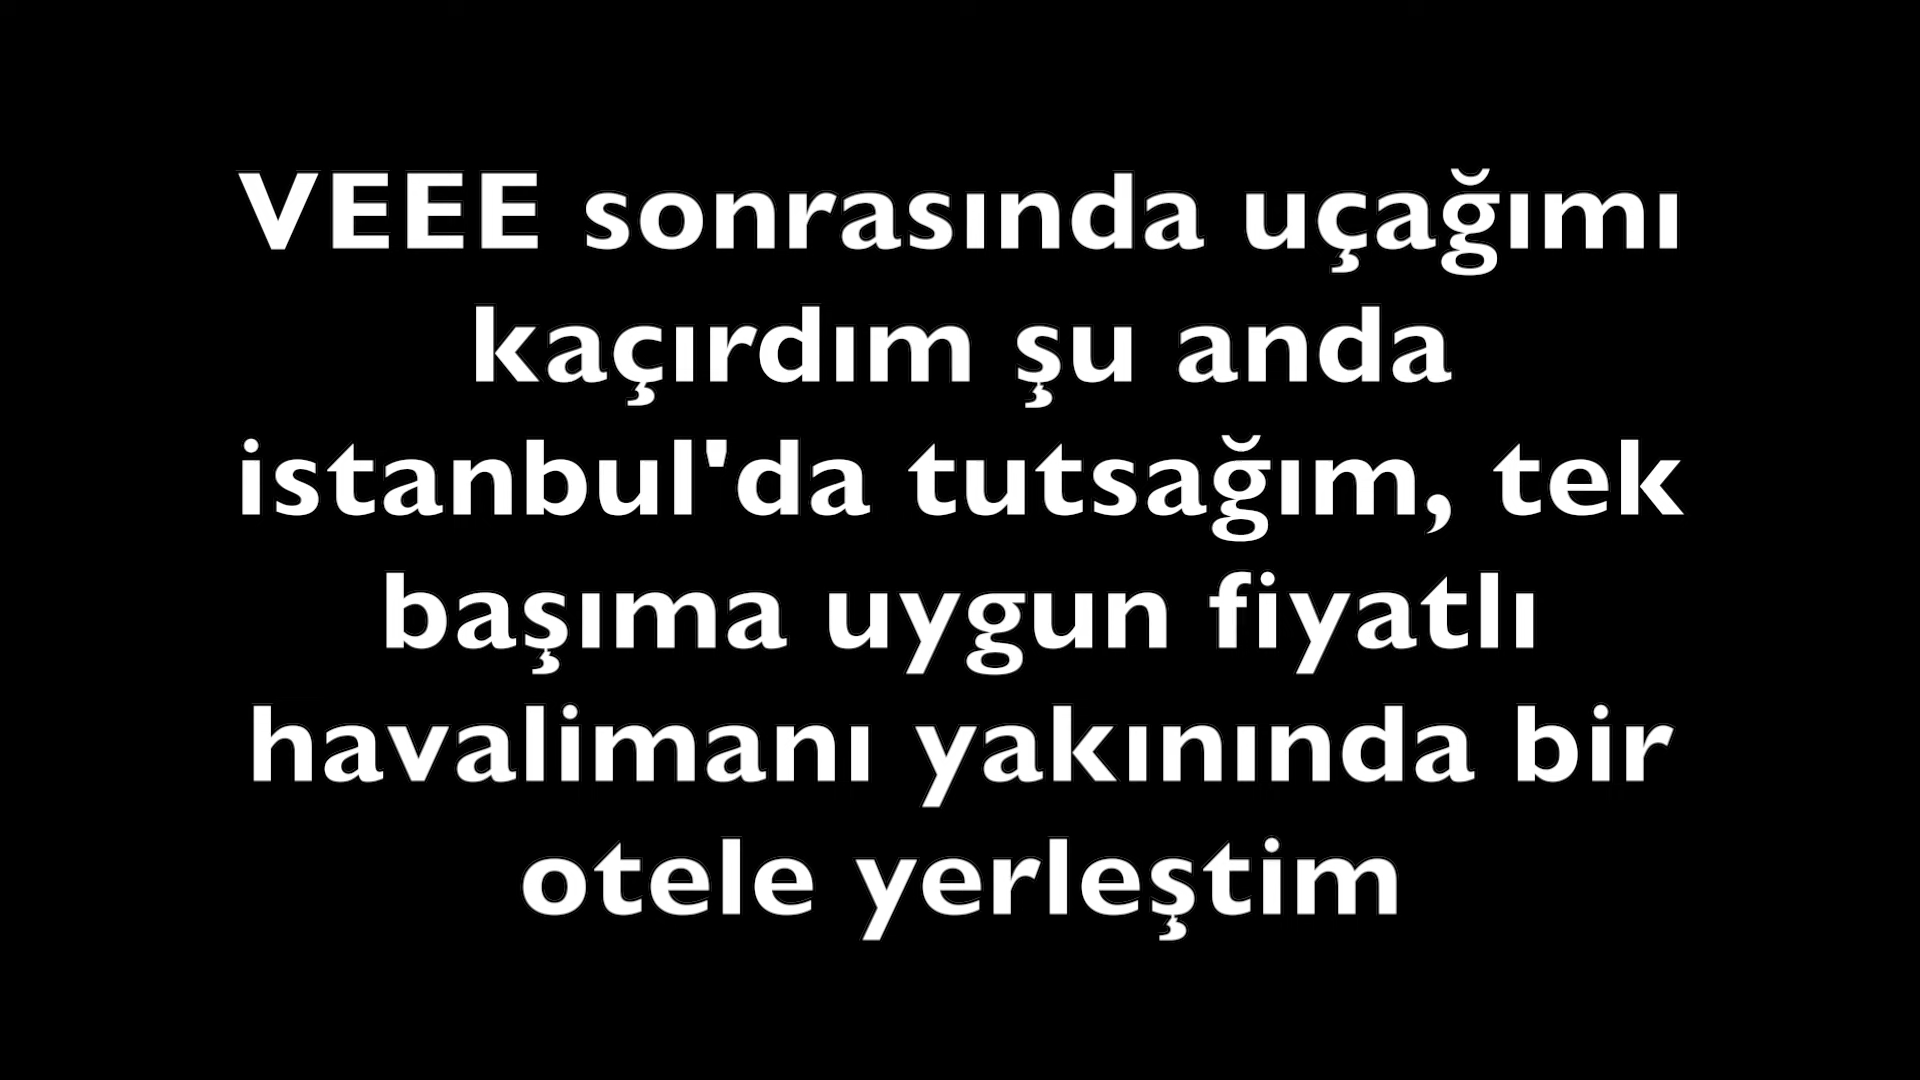 VEEE sonrasında uçağımı
kaçırdım şu anda
istanbul'da tutsağım, tek
başıma uygun fiyatlı
havalimanı yakınında bir
otele yerleştim